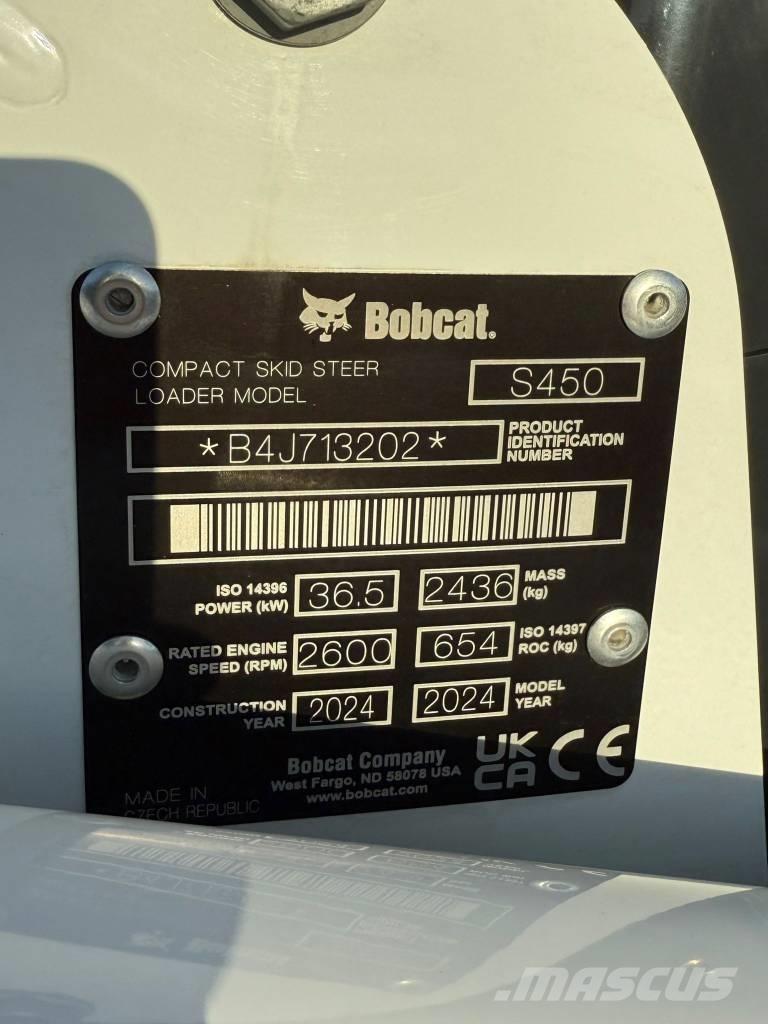 Bobcat.
COMPACT SKID STEER
LOADER MODEL
S450
*B4J713202*
PRODUCT
IDENTIFICATION
NUMBER
ISO 14396
POWER (kW)
36.5
2436
MASS
(kg)
RATED ENGINE
SPEED (RPM)
2600
654
ISO 14397
ROC (kg)
CONSTRUCTION
YEAR
2024
2024
MODEL
YEAR
Bobcat Company
West Fargo, ND 58078 USA
www.bobcat.com
UK
CA
CE
MADE IN
CZECH REPUBLIC
MASCUS